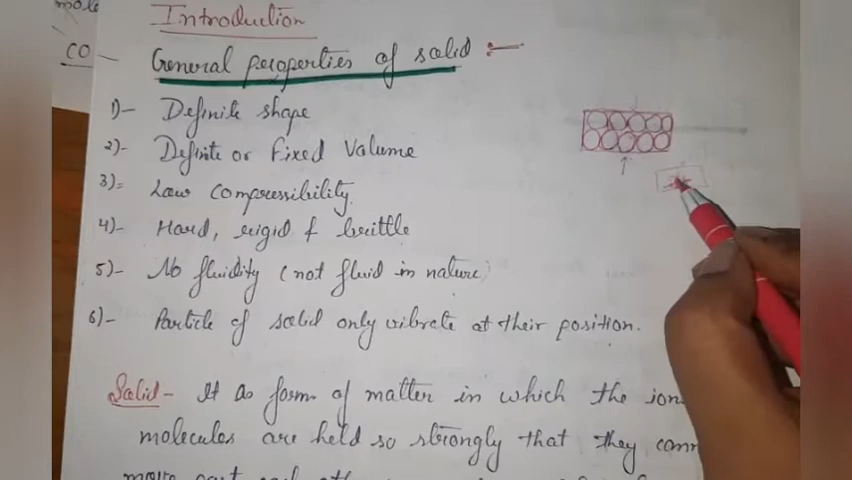 mole
Introduction
CO -
General properties of solid :-
1)- Definite shape
2)- Definite or fixed volume
3)= Low compressibility
4)- Hard, rigid & brittle
5)- No fluidity (not fluid in nature)
6)- Particle of solid only vibrate at their position.
Solid - It is form of matter in which the ion
molecules are held so strongly that they